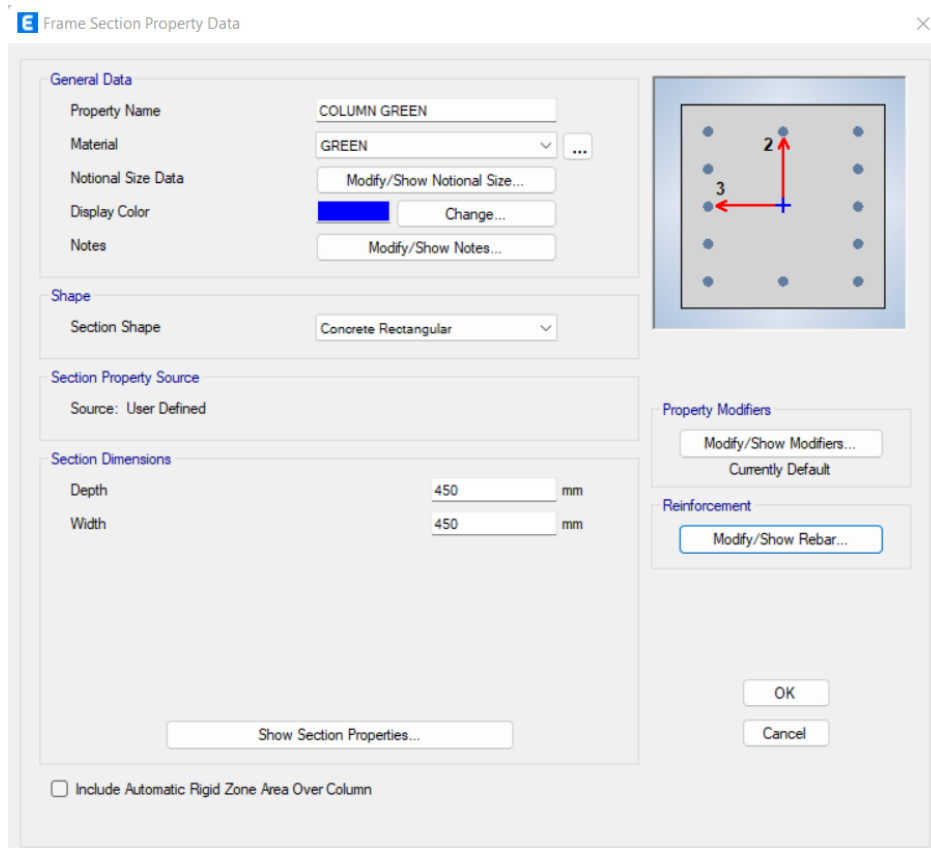 E Frame Section Property Data
General Data
Property Name COLUMN GREEN
Material GREEN ...
Notional Size Data Modify/Show Notional Size...
Display Color Change...
Notes Modify/Show Notes...
Shape
Section Shape Concrete Rectangular
Section Property Source
Source: User Defined
Section Dimensions
Depth 450 mm
Width 450 mm
Show Section Properties...
Include Automatic Rigid Zone Area Over Column
2
3
Property Modifiers
Modify/Show Modifiers...
Currently Default
Reinforcement
Modify/Show Rebar...
OK
Cancel